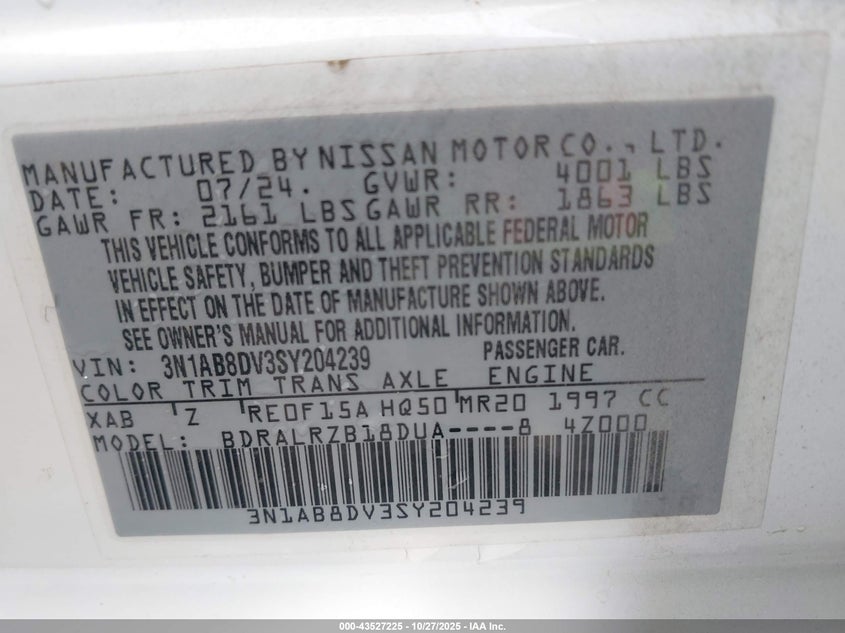 MANUFACTURED BY NISSAN MOTOR CO., LTD.
DATE: 07/24. GVWR: 4001 LBS
GAWR FR: 2161 LBS GAWR RR: 1863 LBS
THIS VEHICLE CONFORMS TO ALL APPLICABLE FEDERAL MOTOR
VEHICLE SAFETY, BUMPER AND THEFT PREVENTION STANDARDS
IN EFFECT ON THE DATE OF MANUFACTURE SHOWN ABOVE.
SEE OWNER'S MANUAL FOR ADDITIONAL INFORMATION.
VIN: 3N1AB8DV3SY204239 PASSENGER CAR.
COLOR TRIM TRANS AXLE ENGINE
XAB Z RE0F15A HQ50 MR20 1997 CC
MODEL: BDRALRZB18DUA----8 4Z000
3N1AB8DV3SY204239
000-43527225 - 10/27/2025 - IAA Inc.